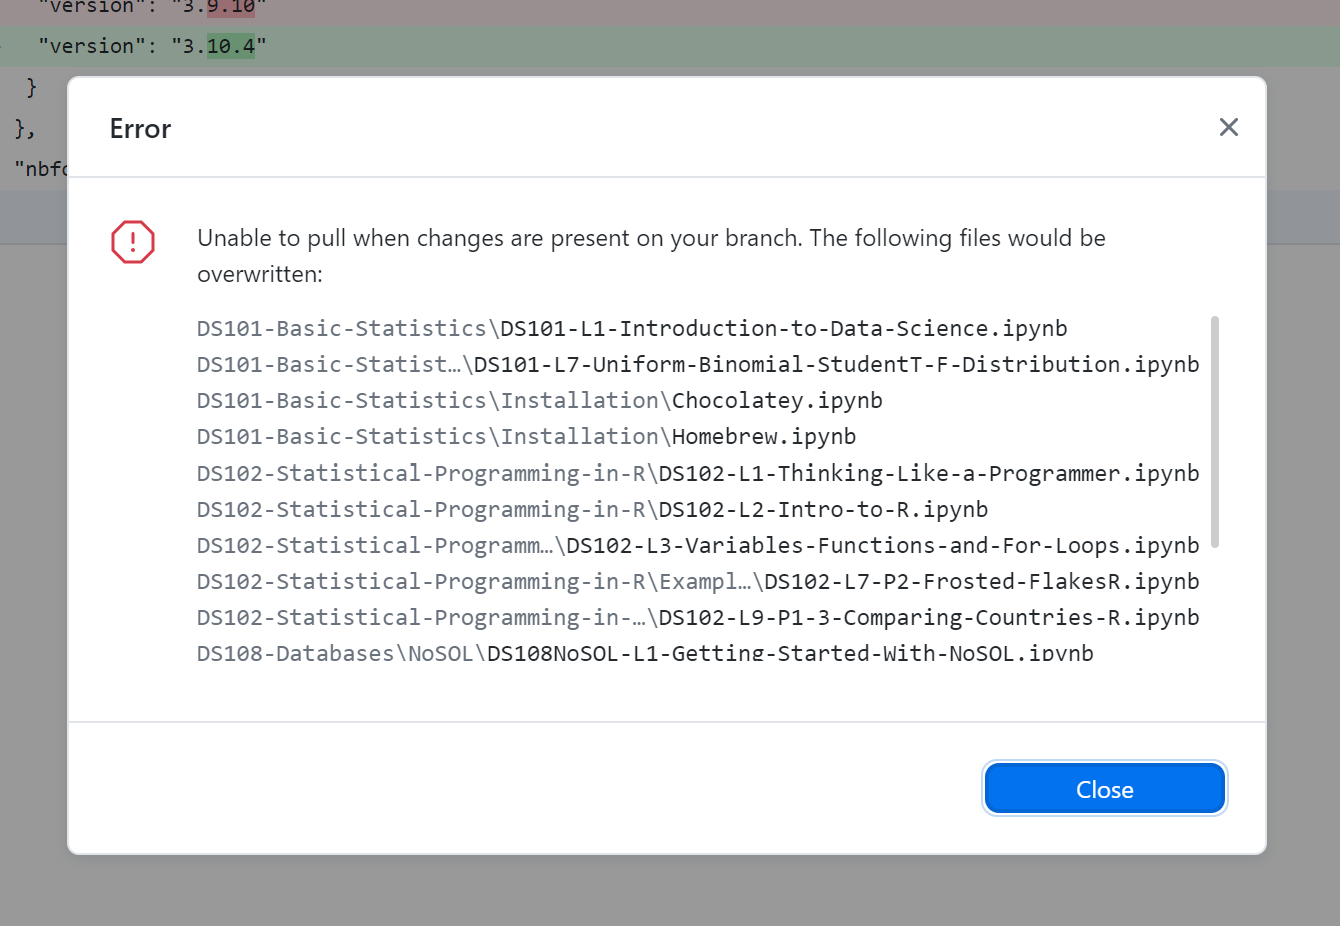 "version": "3.9.10"
"version": "3.10.4"
}
},
"nbfo
Error
Unable to pull when changes are present on your branch. The following files would be
overwritten:
DS101-Basic-Statistics\DS101-L1-Introduction-to-Data-Science.ipynb
DS101-Basic-Statist…\DS101-L7-Uniform-Binomial-StudentT-F-Distribution.ipynb
DS101-Basic-Statistics\Installation\Chocolatey.ipynb
DS101-Basic-Statistics\Installation\Homebrew.ipynb
DS102-Statistical-Programming-in-R\DS102-L1-Thinking-Like-a-Programmer.ipynb
DS102-Statistical-Programming-in-R\DS102-L2-Intro-to-R.ipynb
DS102-Statistical-Programm…\DS102-L3-Variables-Functions-and-For-Loops.ipynb
DS102-Statistical-Programming-in-R\Exampl…\DS102-L7-P2-Frosted-FlakesR.ipynb
DS102-Statistical-Programming-in-…\DS102-L9-P1-3-Comparing-Countries-R.ipynb
DS108-Databases\NoSQL\DS108NoSQL-L1-Getting-Started-With-NoSQL.ipynb
Close